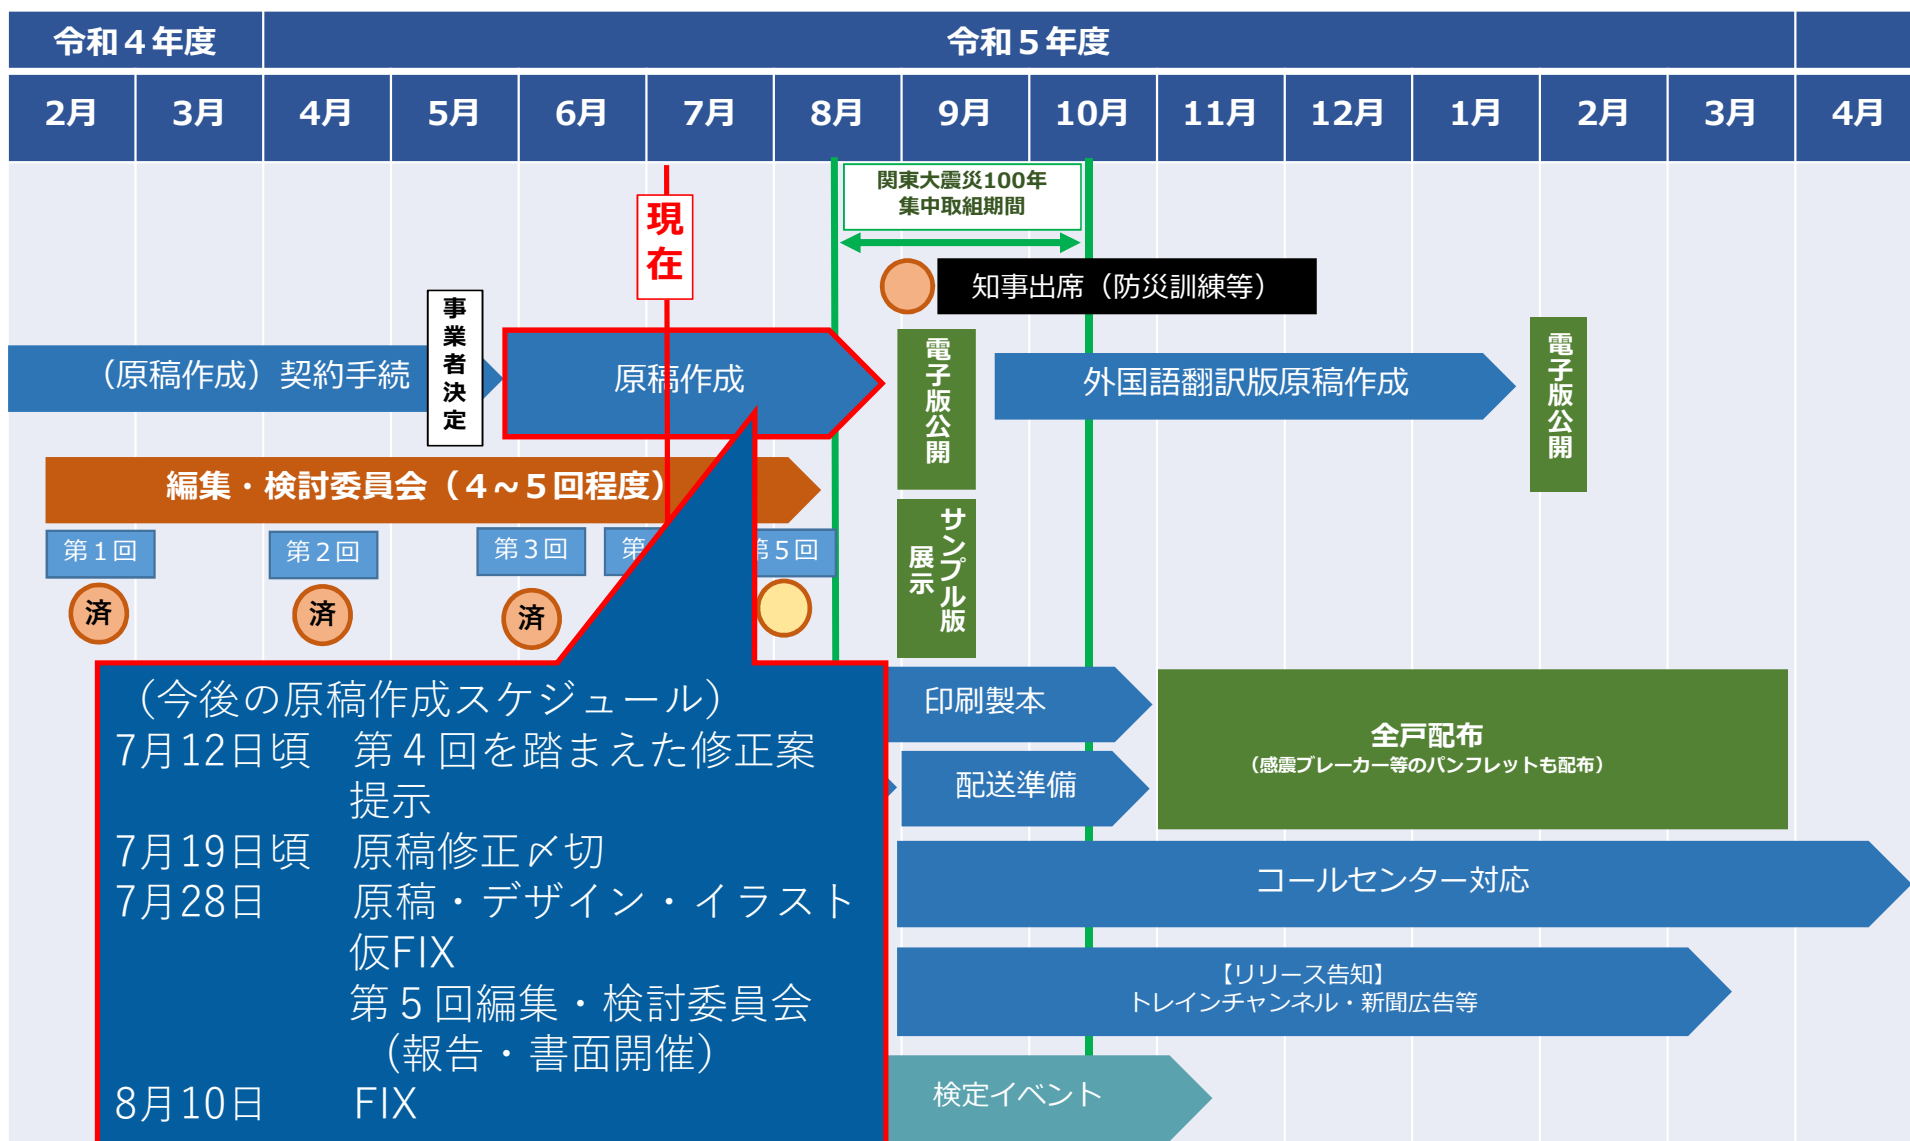 令和４年度
令和５年度
2月
3月
4月
5月
6月
7月
8月
9月
10月
11月
12月
1月
2月
3月
4月
関東大震災100年
集中取組期間
現在
知事出席（防災訓練等）
（原稿作成）契約手続
事業者決定
原稿作成
電子版公開
外国語翻訳版原稿作成
電子版公開
編集・検討委員会（４～５回程度）
第１回
第２回
第３回
第
第５回
済
済
済
サンプル版
展示
（今後の原稿作成スケジュール）
7月12日頃　第４回を踏まえた修正案
提示
7月19日頃　原稿修正〆切
7月28日　原稿・デザイン・イラスト
仮FIX
第５回編集・検討委員会
（報告・書面開催）
8月10日　FIX
印刷製本
配送準備
全戸配布
（感震ブレーカー等のパンフレットも配布）
コールセンター対応
【リリース告知】
トレインチャンネル・新聞広告等
検定イベント